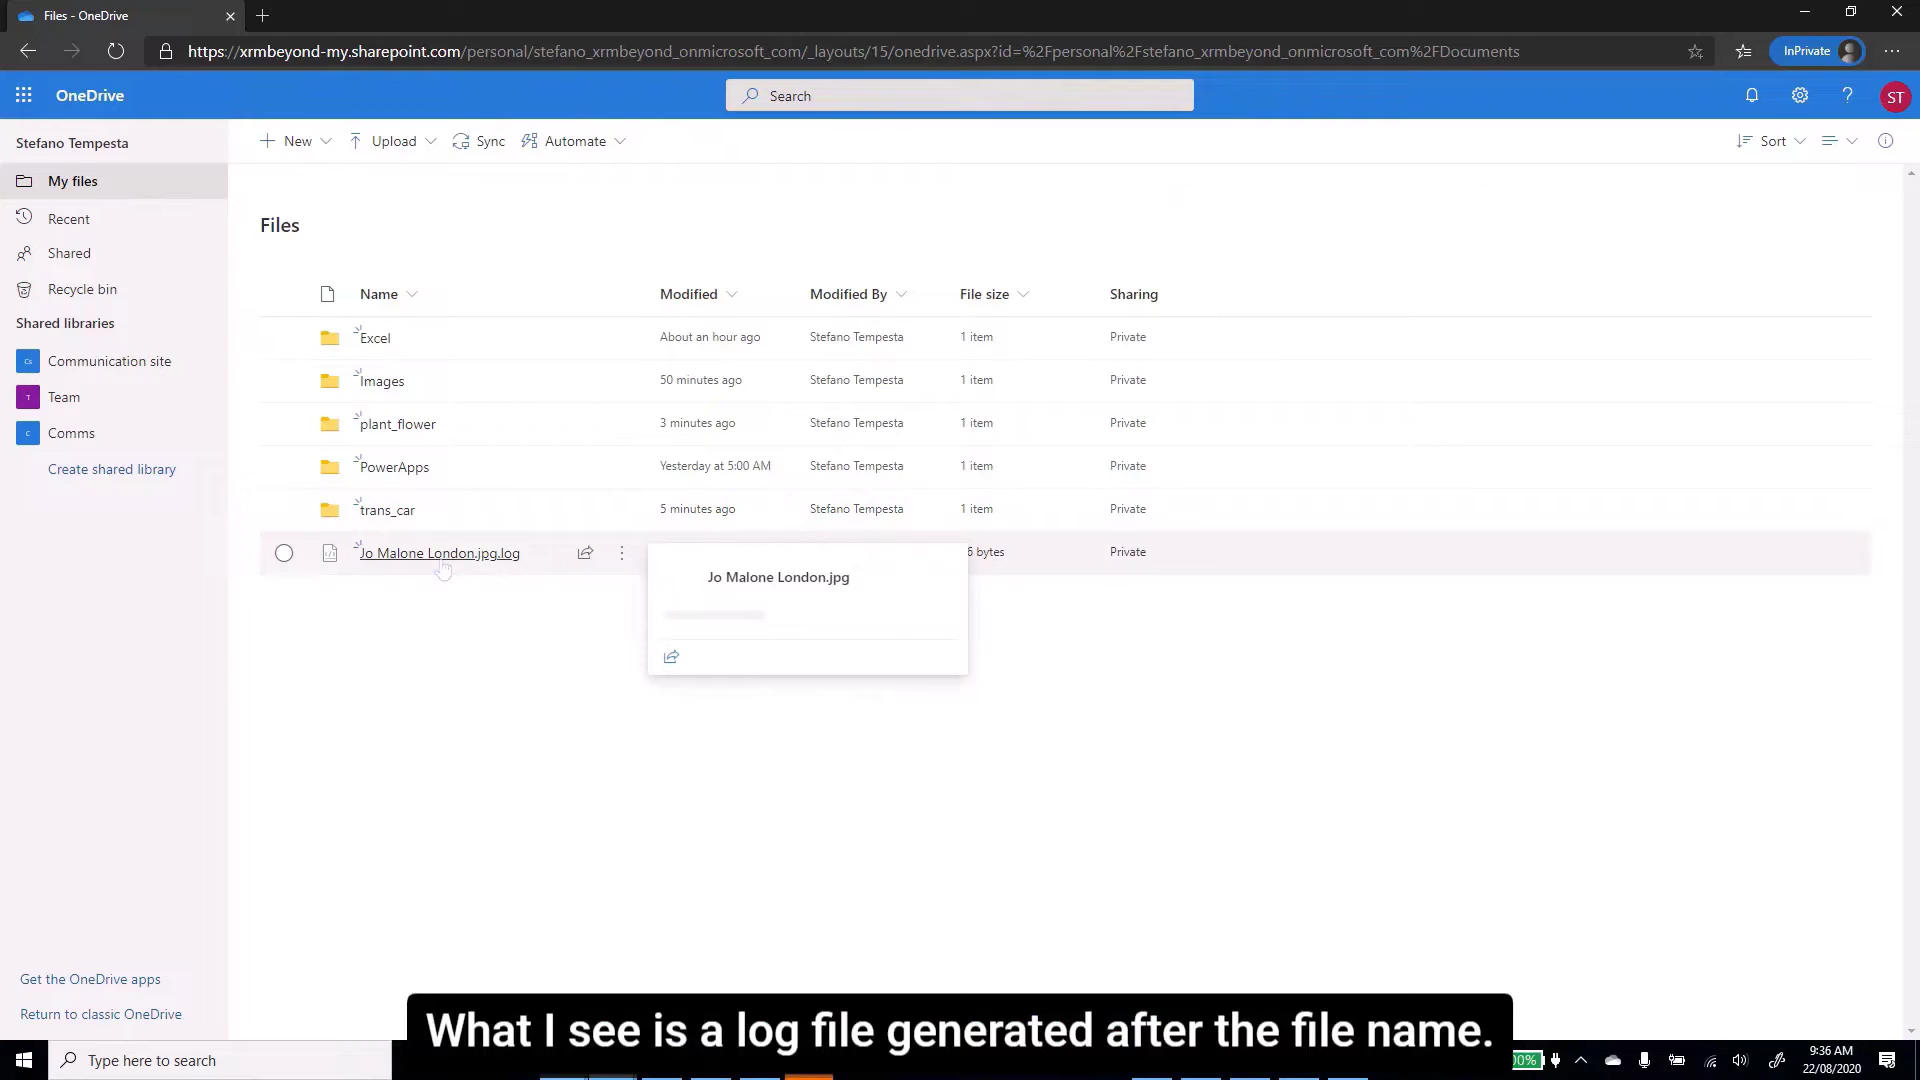 Files - OneDrive
https://xrmbeyond-my.sharepoint.com/personal/stefano_xrmbeyond_onmicrosoft_com/_layouts/15/onedrive.aspx?id=%2Fpersonal%2Fstefano_xrmbeyond_onmicrosoft_com%2FDocuments
InPrivate
OneDrive
Search
ST
Stefano Tempesta
New
Upload
Sync
Automate
Sort
My files
Recent
Shared
Recycle bin
Shared libraries
Cs Communication site
T Team
C Comms
Create shared library
Files
Name Modified Modified By File size Sharing
Excel About an hour ago Stefano Tempesta 1 item Private
Images 50 minutes ago Stefano Tempesta 1 item Private
plant_flower 3 minutes ago Stefano Tempesta 1 item Private
PowerApps Yesterday at 5:00 AM Stefano Tempesta 1 item Private
trans_car 5 minutes ago Stefano Tempesta 1 item Private
Jo Malone London.jpg.log 6 bytes Private
Jo Malone London.jpg
Get the OneDrive apps
Return to classic OneDrive
What I see is a log file generated after the file name.
Type here to search
00%
9:36 AM
22/08/2020